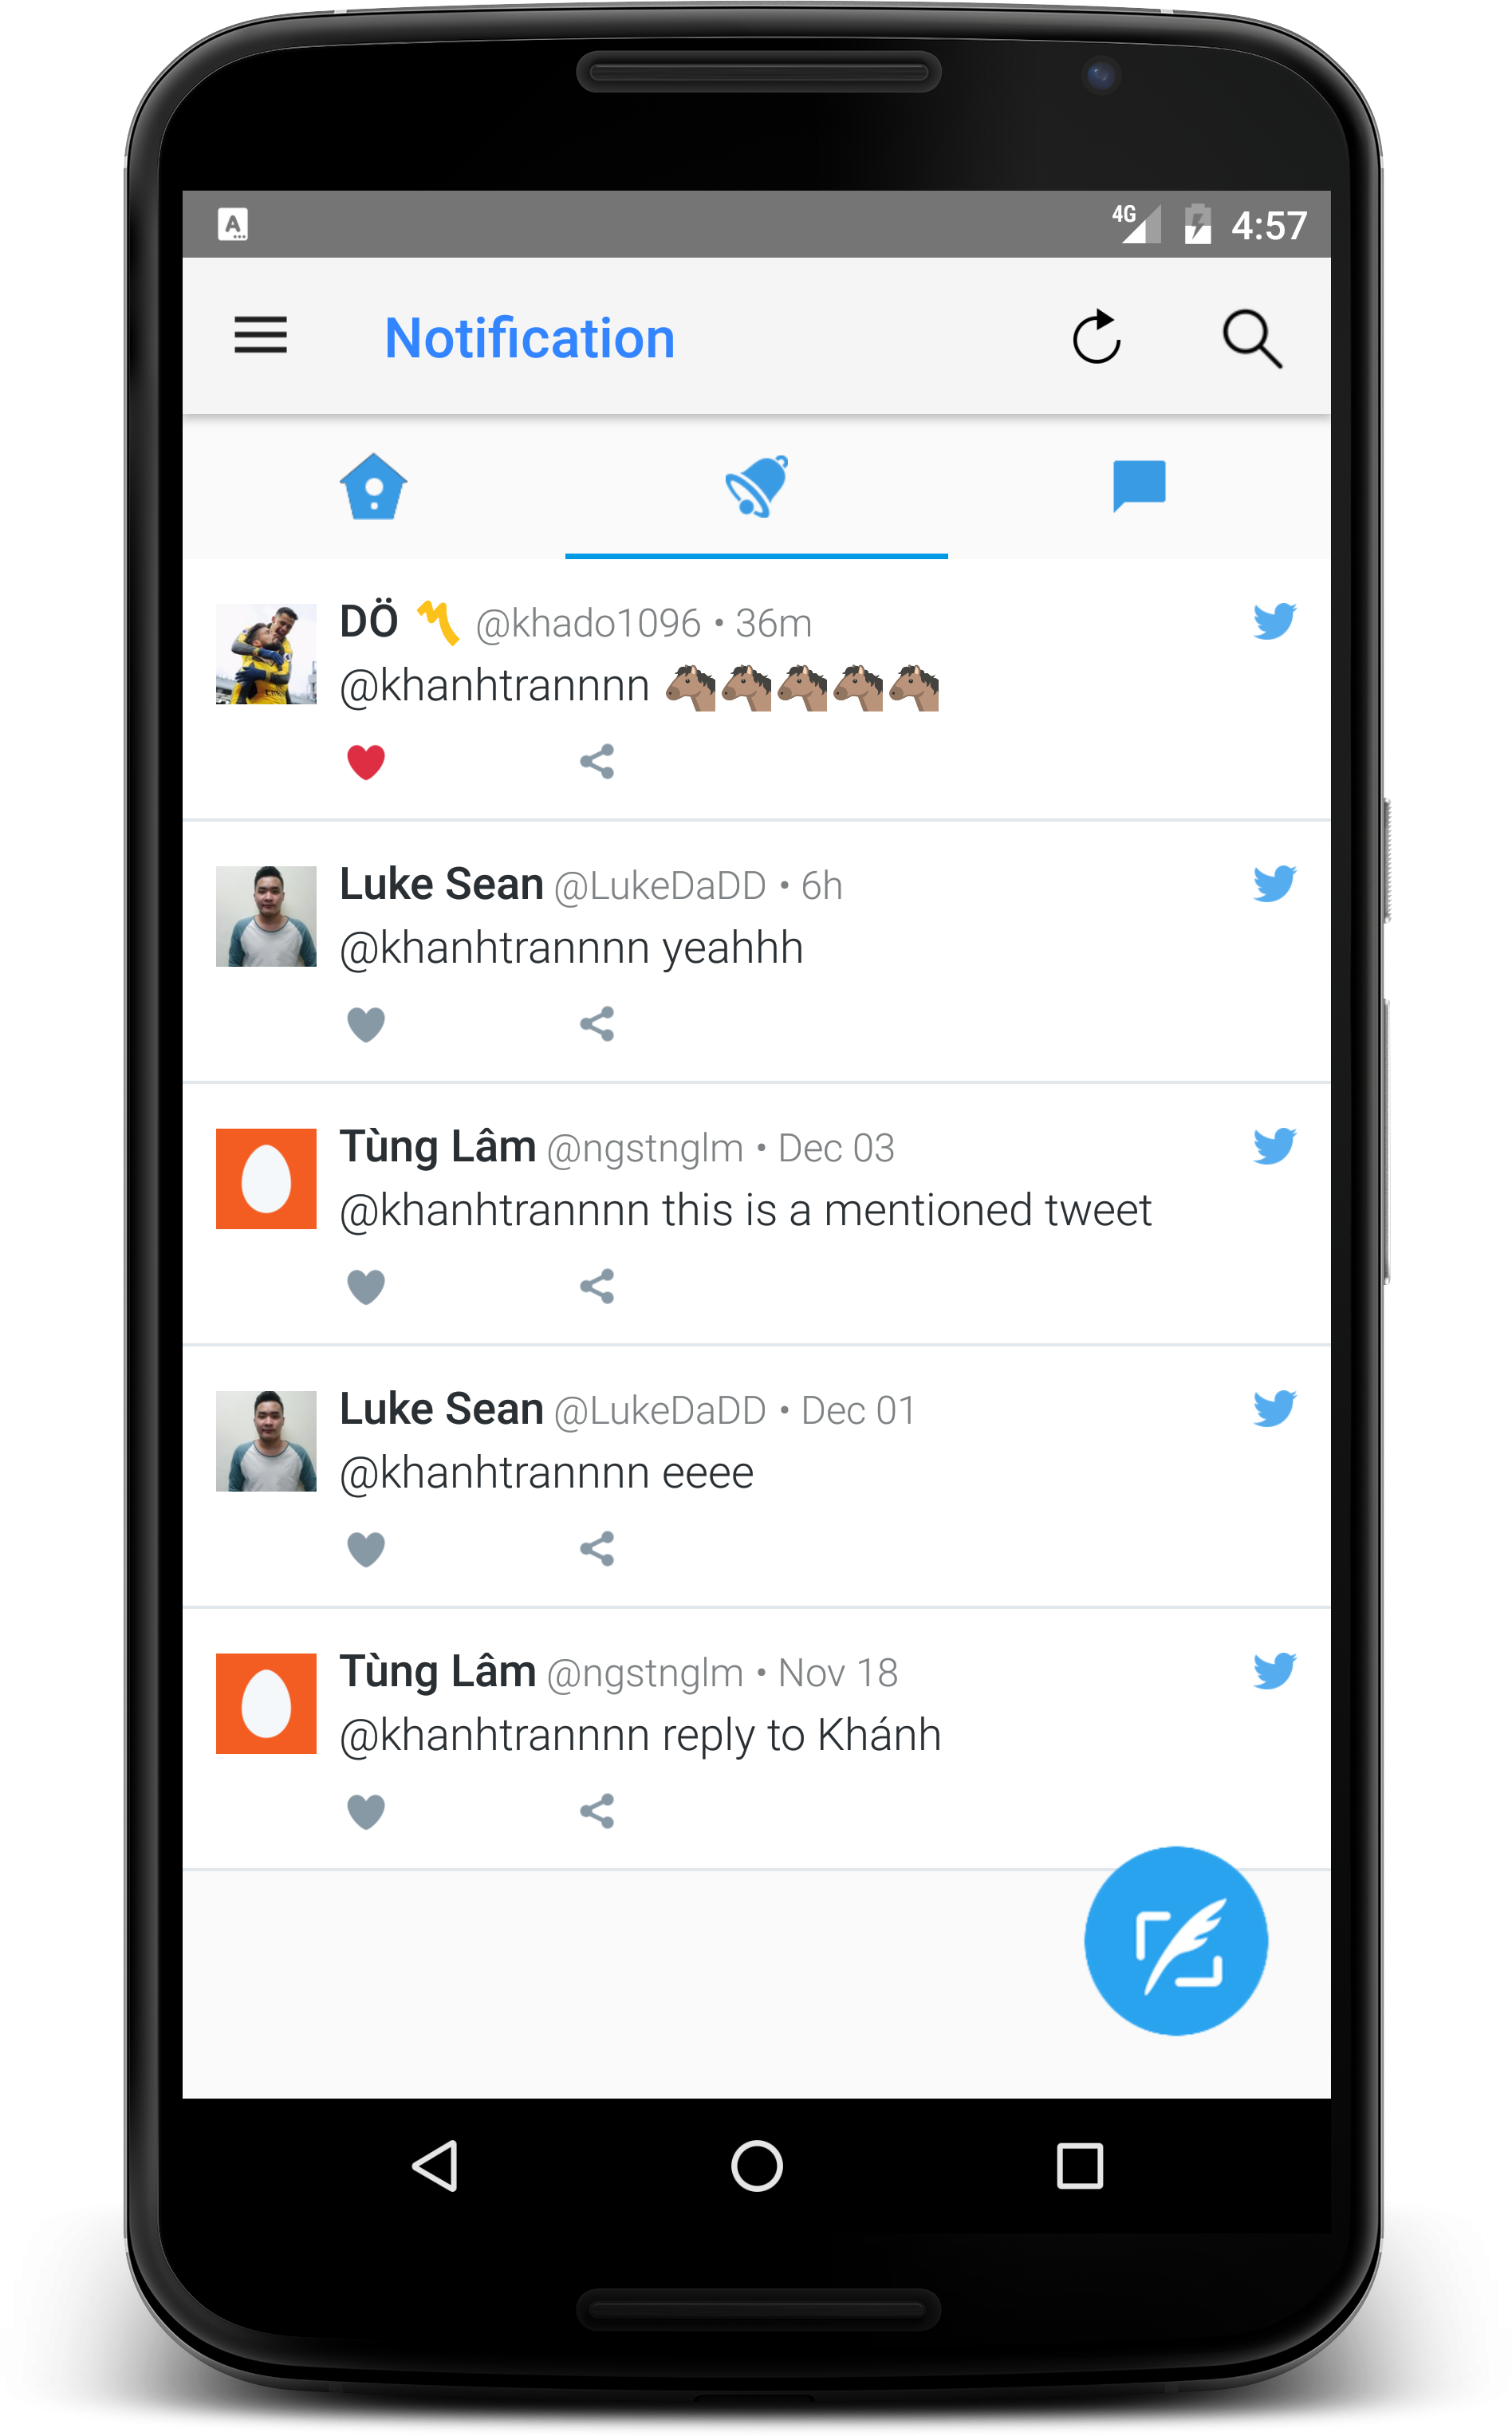 4G 4:57
Notification
DÖ 〽️ @khado1096 • 36m
@khanhtrannnn 🐴🐴🐴🐴🐴
Luke Sean @LukeDaDD • 6h
@khanhtrannnn yeahhh
Tùng Lâm @ngstnglm • Dec 03
@khanhtrannnn this is a mentioned tweet
Luke Sean @LukeDaDD • Dec 01
@khanhtrannnn eeee
Tùng Lâm @ngstnglm • Nov 18
@khanhtrannnn reply to Khánh